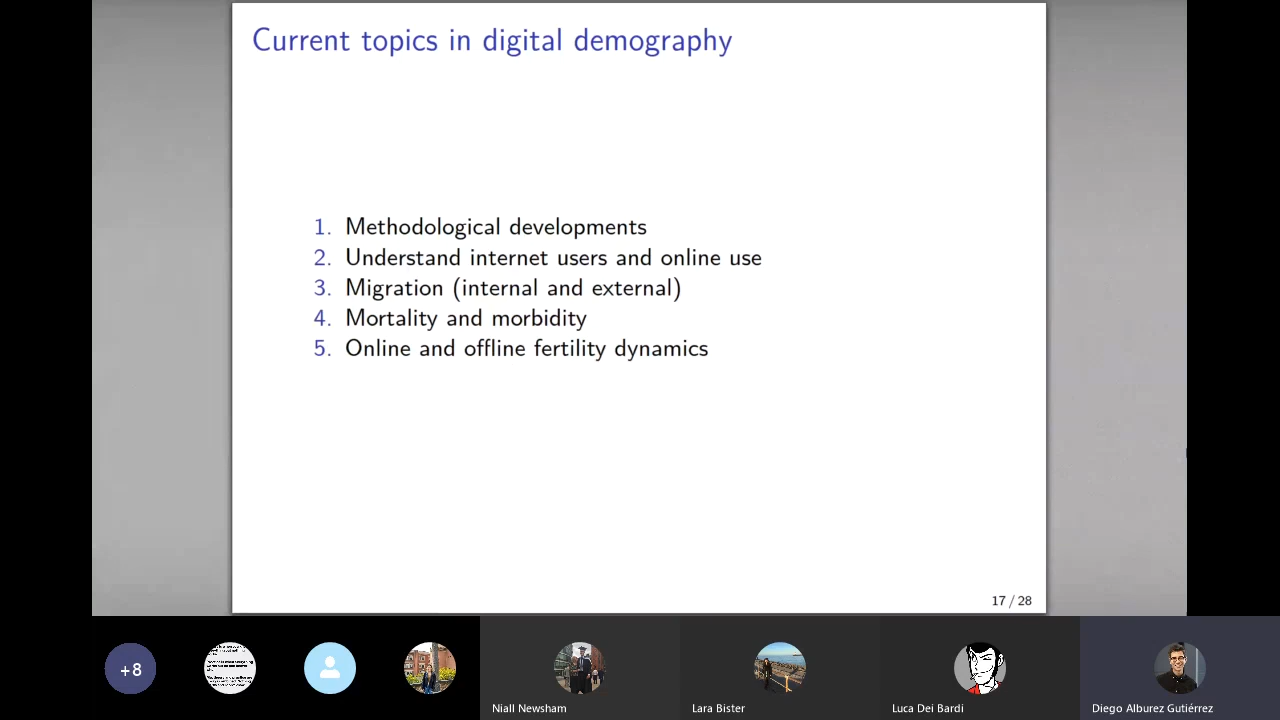 Current topics in digital demography
1. Methodological developments
2. Understand internet users and online use
3. Migration (internal and external)
4. Mortality and morbidity
5. Online and offline fertility dynamics
17 / 28
+8
Niall Newsham
Lara Bister
Luca Dei Bardi
Diego Alburez Gutiérrez